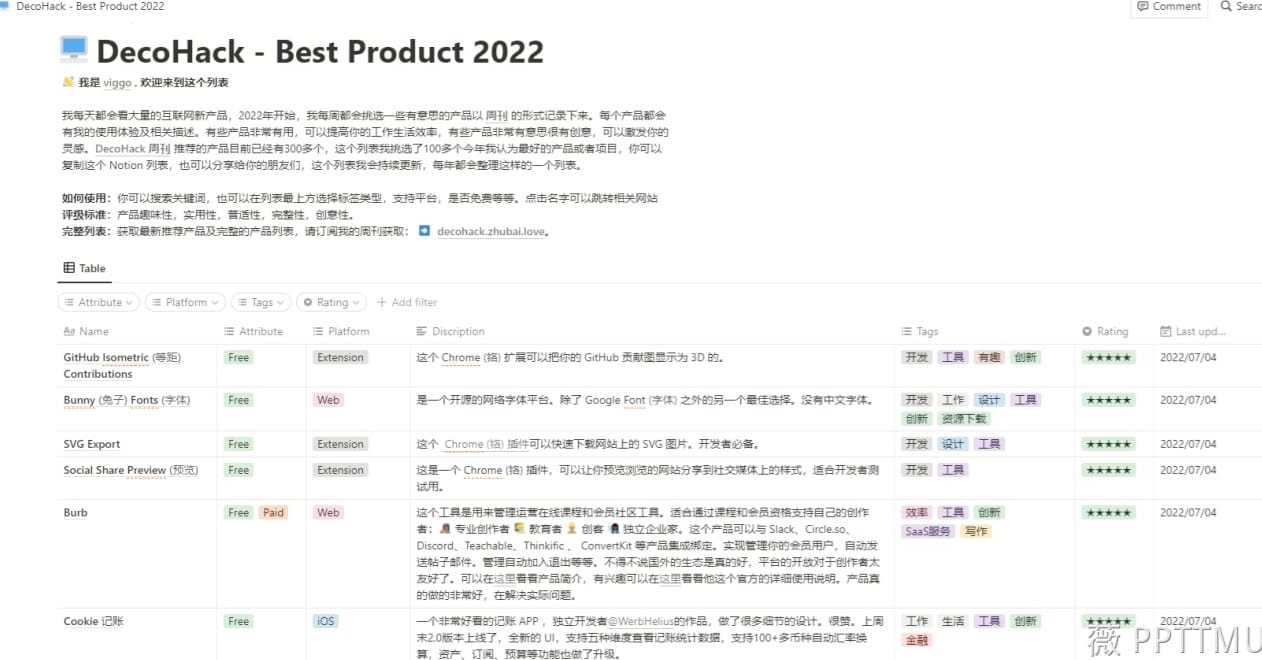 DecoHack - Best Product 2022
Comment
Searc
DecoHack - Best Product 2022
我是 viggo , 欢迎来到这个列表
我每天都会看大量的互联网新产品，2022年开始，我每周都会挑选一些有意思的产品以 周刊 的形式记录下来。每个产品都会
有我的使用体验及相关描述。有些产品非常有用，可以提高你的工作生活效率，有些产品非常有意思很有创意，可以激发你的
灵感。DecoHack 周刊 推荐的产品目前已经有300多个，这个列表我挑选了100多个今年我认为最好的产品或者项目，你可以
复制这个 Notion 列表，也可以分享给你的朋友们，这个列表我会持续更新，每年都会整理这样的一个列表。
如何使用：你可以搜索关键词，也可以在列表最上方选择标签类型，支持平台，是否免费等等。点击名字可以跳转相关网站
评级标准：产品趣味性，实用性，普适性，完整性，创意性。
完整列表：获取最新推荐产品及完整的产品列表，请订阅我的周刊获取： decohack.zhubai.love。
Table
Attribute Platform Tags Rating + Add filter
Aa Name Attribute Platform Discription Tags Rating Last upd...
GitHub Isometric (等距) Free Extension 这个 Chrome (铬) 扩展可以把你的 GitHub 贡献图显示为 3D 的。 开发 工具 有趣 创新 ★★★★★ 2022/07/04
Contributions
Bunny (兔子) Fonts (字体) Free Web 是一个开源的网络字体平台。除了 Google Font (字体) 之外的另一个最佳选择。没有中文字体。 开发 工作 设计 工具 ★★★★★ 2022/07/04
创新 资源下载
SVG Export Free Extension 这个 Chrome (铬) 插件可以快速下载网站上的 SVG 图片。开发者必备。 开发 设计 工具 ★★★★★ 2022/07/04
Social Share Preview (预览) Free Extension 这是一个 Chrome (铬) 插件，可以让你预览浏览的网站分享到社交媒体上的样式，适合开发者测 开发 工具 ★★★★★ 2022/07/04
试用。
Burb Free Paid Web 这个工具是用来管理运营在线课程和会员社区工具。适合通过课程和会员资格支持自己的创作 效率 工具 创新 ★★★★★ 2022/07/04
者： 专业创作者 教育者 创客 独立企业家。这个产品可以与 Slack、Circle.so、 SaaS服务 写作
Discord、Teachable、Thinkific 、 ConvertKit 等产品集成绑定。实现管理你的会员用户，自动发
送帖子邮件。管理自动加入退出等等。不得不说国外的生态是真的好，平台的开放对于创作者太
友好了。可以在这里看看产品简介，有兴趣可以在这里看看他这个官方的详细使用说明。产品真
的做的非常好，在解决实际问题。
Cookie 记账 Free iOS 一个非常好看的记账 APP ，独立开发者@WerbHelius的作品，做了很多细节的设计。很赞。上周 工作 生活 工具 创新 ★★★★★ 2022/07/04
末2.0版本上线了，全新的 UI，支持五种维度查看记账统计数据，支持100+多币种自动汇率换 金融
算，资产、订阅、预算等功能也做了升级。
薇 PPTTMU